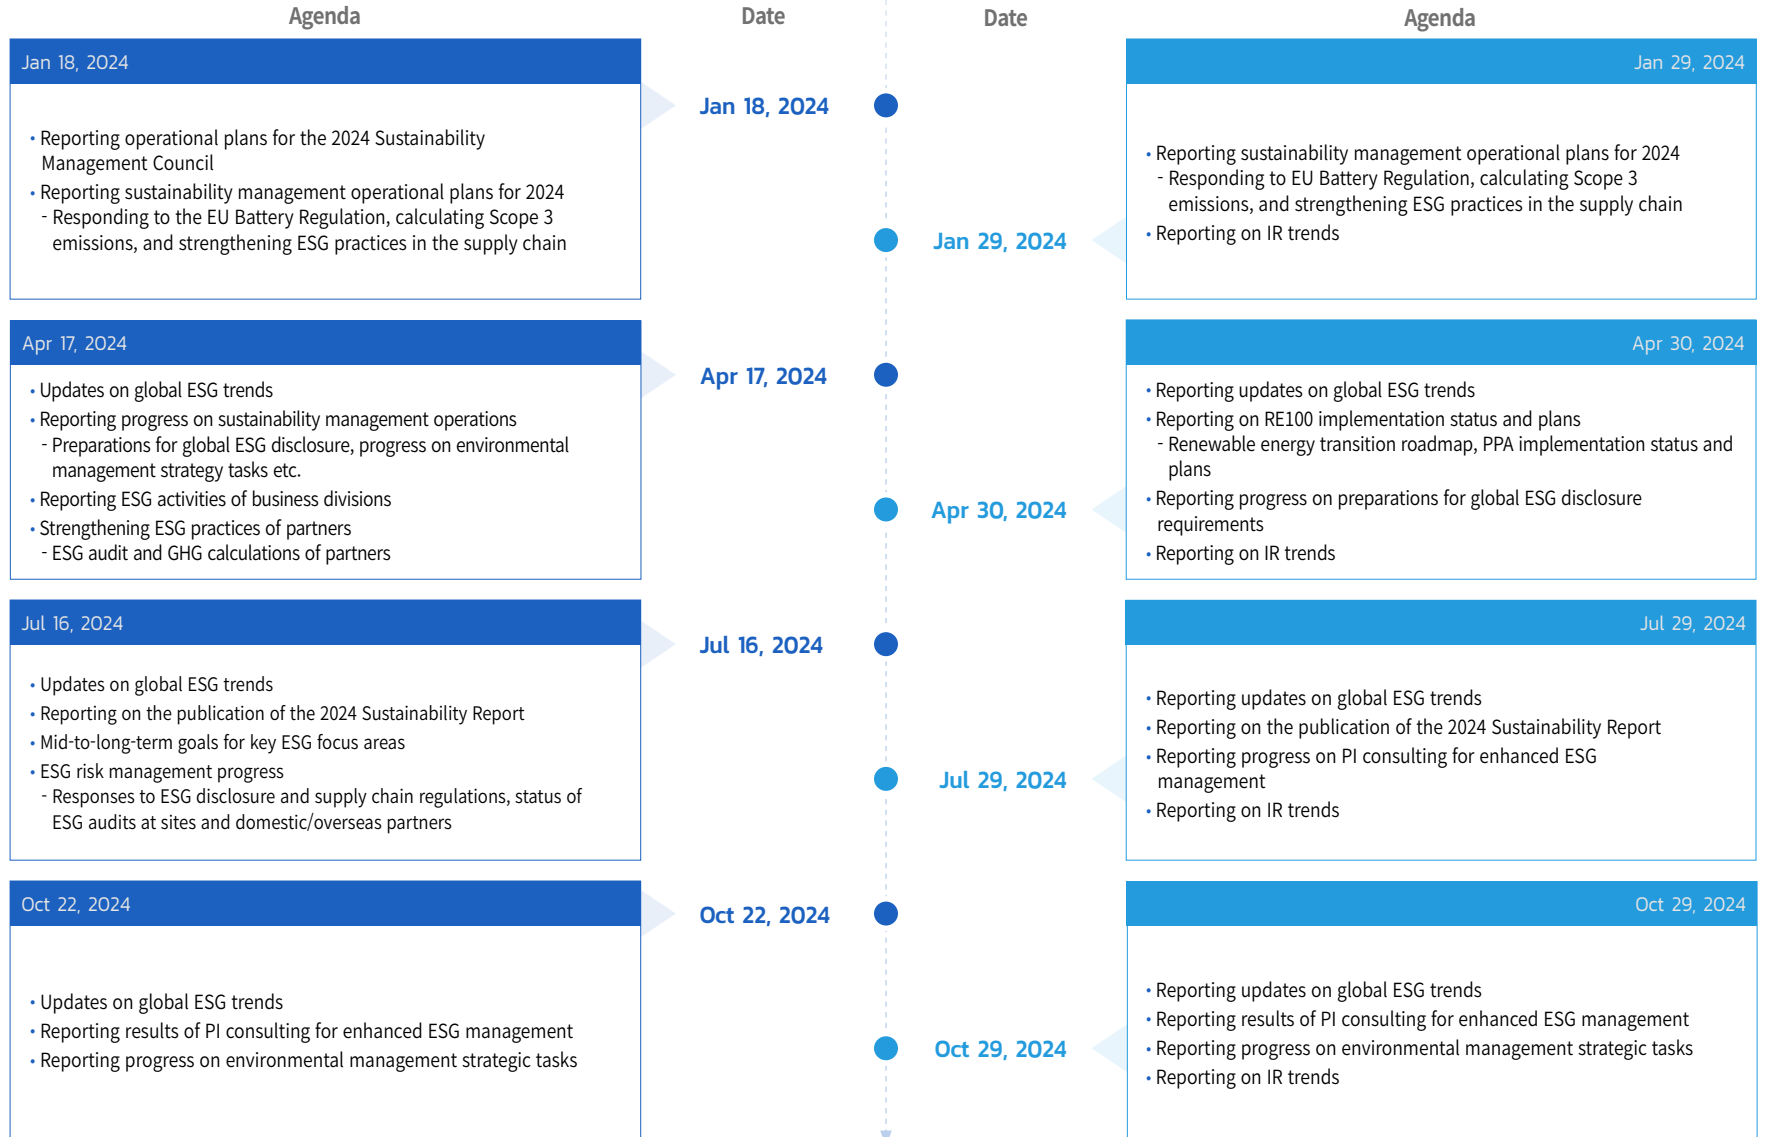 Agenda
Date
Date
Agenda
Jan 18, 2024
• Reporting operational plans for the 2024 Sustainability
Management Council
• Reporting sustainability management operational plans for 2024
- Responding to the EU Battery Regulation, calculating Scope 3
emissions, and strengthening ESG practices in the supply chain
Jan 18, 2024
Jan 29, 2024
Jan 29, 2024
• Reporting sustainability management operational plans for 2024
- Responding to EU Battery Regulation, calculating Scope 3
emissions, and strengthening ESG practices in the supply chain
• Reporting on IR trends
Apr 17, 2024
• Updates on global ESG trends
• Reporting progress on sustainability management operations
- Preparations for global ESG disclosure, progress on environmental
management strategy tasks etc.
• Reporting ESG activities of business divisions
• Strengthening ESG practices of partners
- ESG audit and GHG calculations of partners
Apr 17, 2024
Apr 30, 2024
Apr 30, 2024
• Reporting updates on global ESG trends
• Reporting on RE100 implementation status and plans
- Renewable energy transition roadmap, PPA implementation status and
plans
• Reporting progress on preparations for global ESG disclosure
requirements
• Reporting on IR trends
Jul 16, 2024
• Updates on global ESG trends
• Reporting on the publication of the 2024 Sustainability Report
• Mid-to-long-term goals for key ESG focus areas
• ESG risk management progress
- Responses to ESG disclosure and supply chain regulations, status of
ESG audits at sites and domestic/overseas partners
Jul 16, 2024
Jul 29, 2024
Jul 29, 2024
• Reporting updates on global ESG trends
• Reporting on the publication of the 2024 Sustainability Report
• Reporting progress on PI consulting for enhanced ESG
management
• Reporting on IR trends
Oct 22, 2024
• Updates on global ESG trends
• Reporting results of PI consulting for enhanced ESG management
• Reporting progress on environmental management strategic tasks
Oct 22, 2024
Oct 29, 2024
Oct 29, 2024
• Reporting updates on global ESG trends
• Reporting results of PI consulting for enhanced ESG management
• Reporting progress on environmental management strategic tasks
• Reporting on IR trends